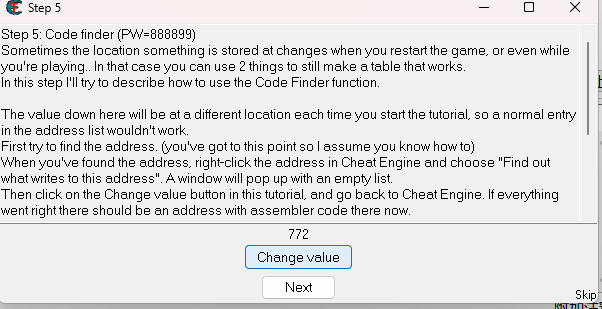 Step 5
Step 5: Code finder (PW=888899)
Sometimes the location something is stored at changes when you restart the game, or even while
you're playing.. In that case you can use 2 things to still make a table that works.
In this step I'll try to describe how to use the Code Finder function.
The value down here will be at a different location each time you start the tutorial, so a normal entry
in the address list wouldn't work.
First try to find the address. (you've got to this point so I assume you know how to)
When you've found the address, right-click the address in Cheat Engine and choose "Find out
what writes to this address". A window will pop up with an empty list.
Then click on the Change value button in this tutorial, and go back to Cheat Engine. If everything
went right there should be an address with assembler code there now.
772
Change value
Next
Skip